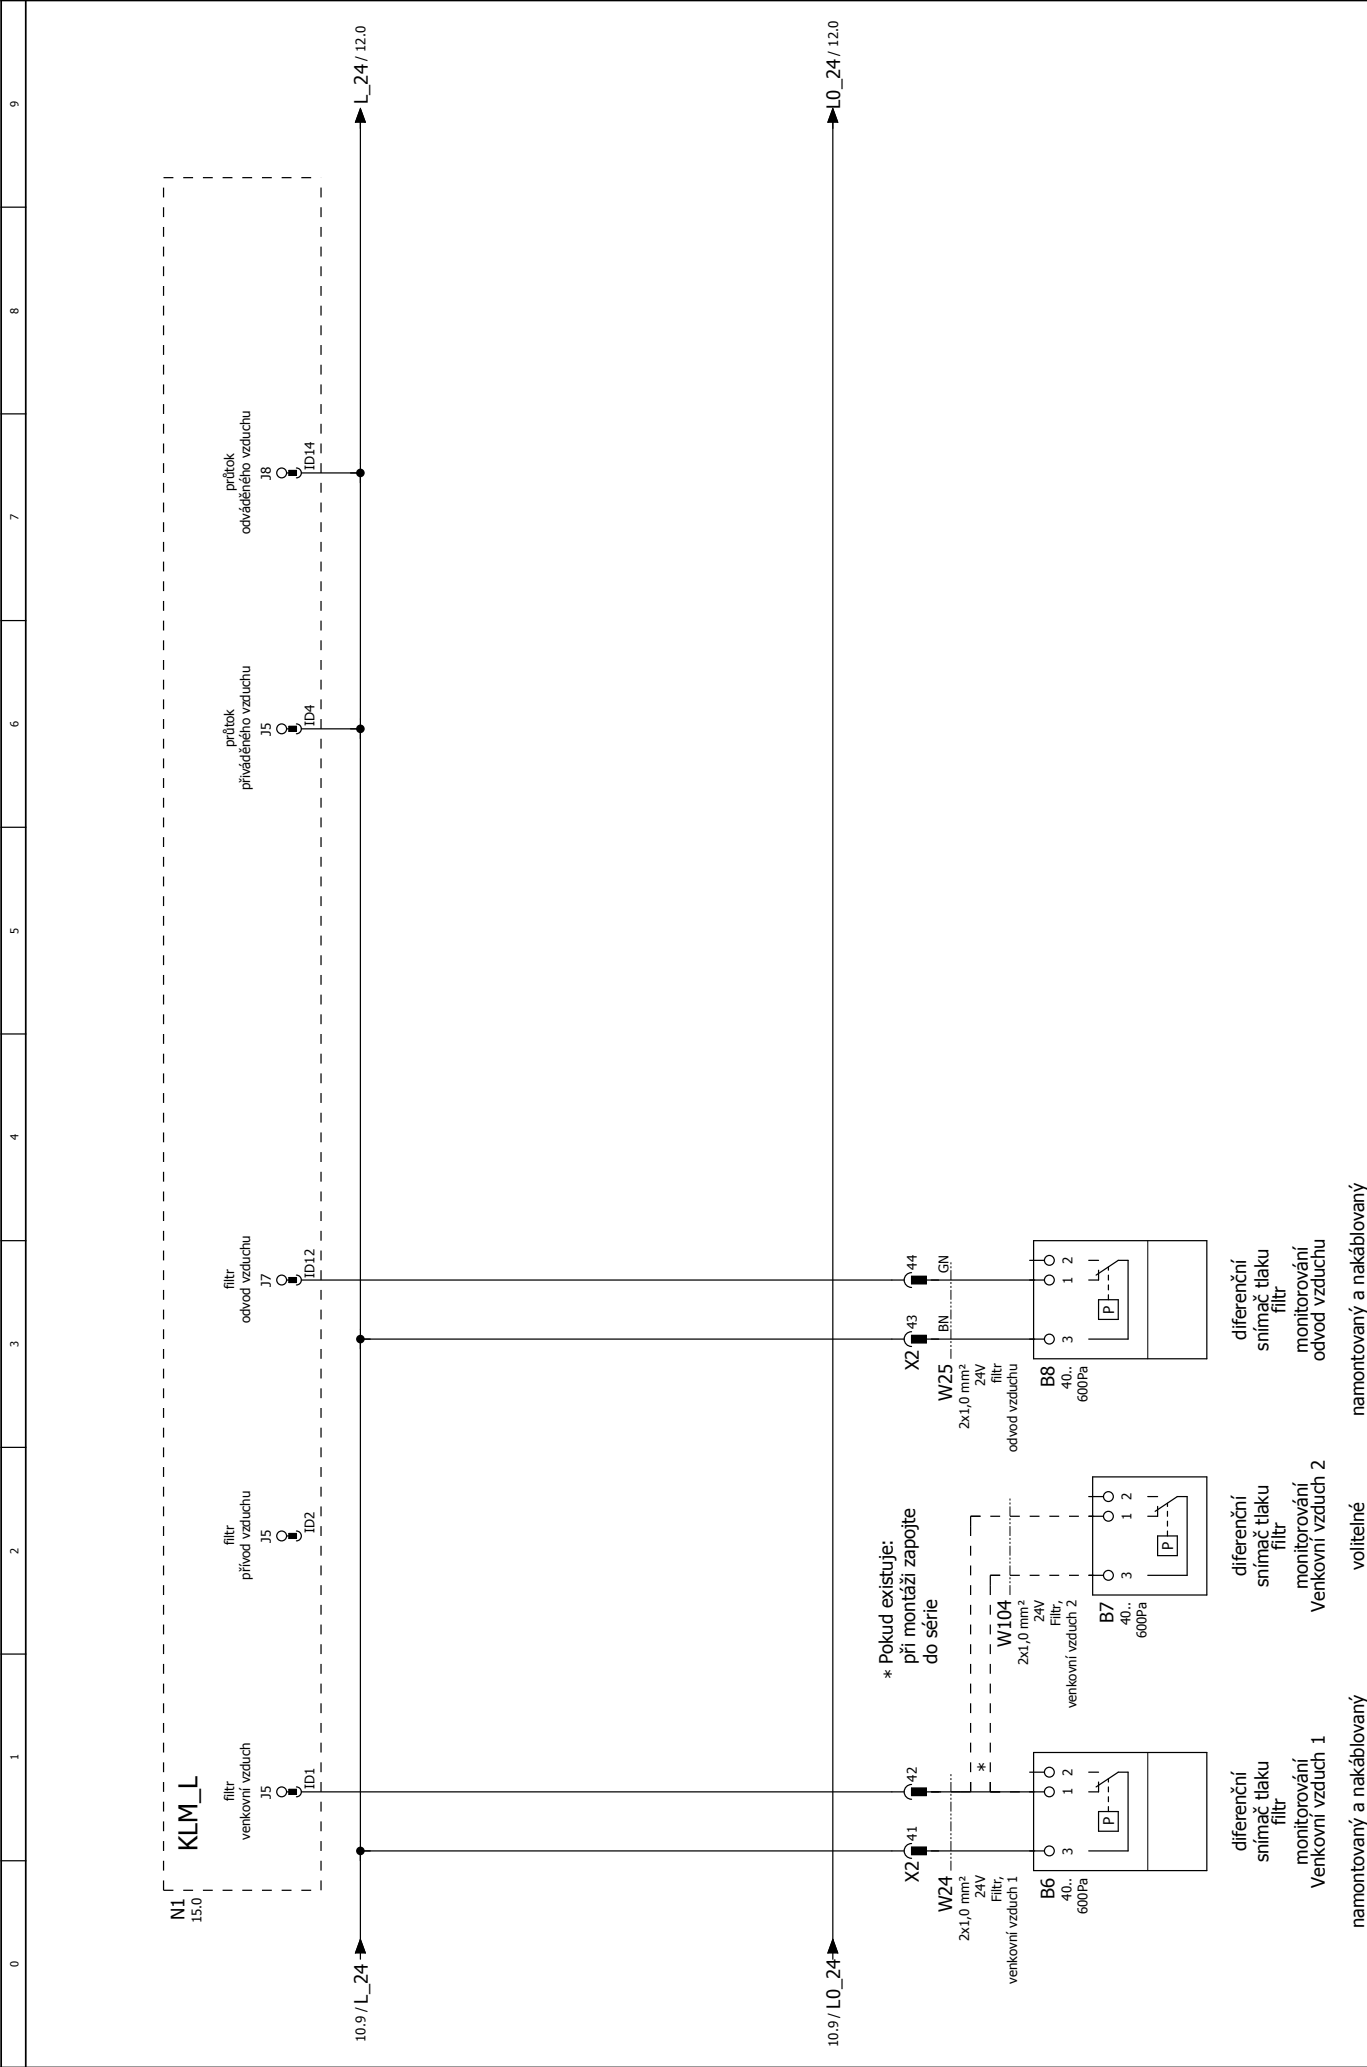 0
1
2
3
4
5
6
7
8
9
N1
15.0
KLM_L
filtr
venkovní vzduch
J5
ID1
filtr
přívod vzduchu
J5
ID2
filtr
odvod vzduchu
J7
ID12
průtok
přiváděného vzduchu
J5
ID4
průtok
odváděného vzduchu
J8
ID14
10.9 / L_24
L_24 / 12.0
10.9 / L0_24
L0_24 / 12.0
* Pokud existuje:
při montáži zapojte
do série
X2
41
42
W24
2x1,0 mm²
24V
Filtr,
venkovní vzduch 1
*
B6
40..
600Pa
3
1
2
P
W104
2x1,0 mm²
24V
Filtr,
venkovní vzduch 2
B7
40..
600Pa
3
1
2
P
X2
43
44
W25
BN
GN
2x1,0 mm²
24V
filtr
odvod vzduchu
B8
40..
600Pa
3
1
2
P
diferenční
snímač tlaku
filtr
monitorování
Venkovní vzduch 1
namontovaný a nakáblovaný
diferenční
snímač tlaku
filtr
monitorování
Venkovní vzduch 2
volitelné
diferenční
snímač tlaku
filtr
monitorování
odvod vzduchu
namontovaný a nakáblovaný